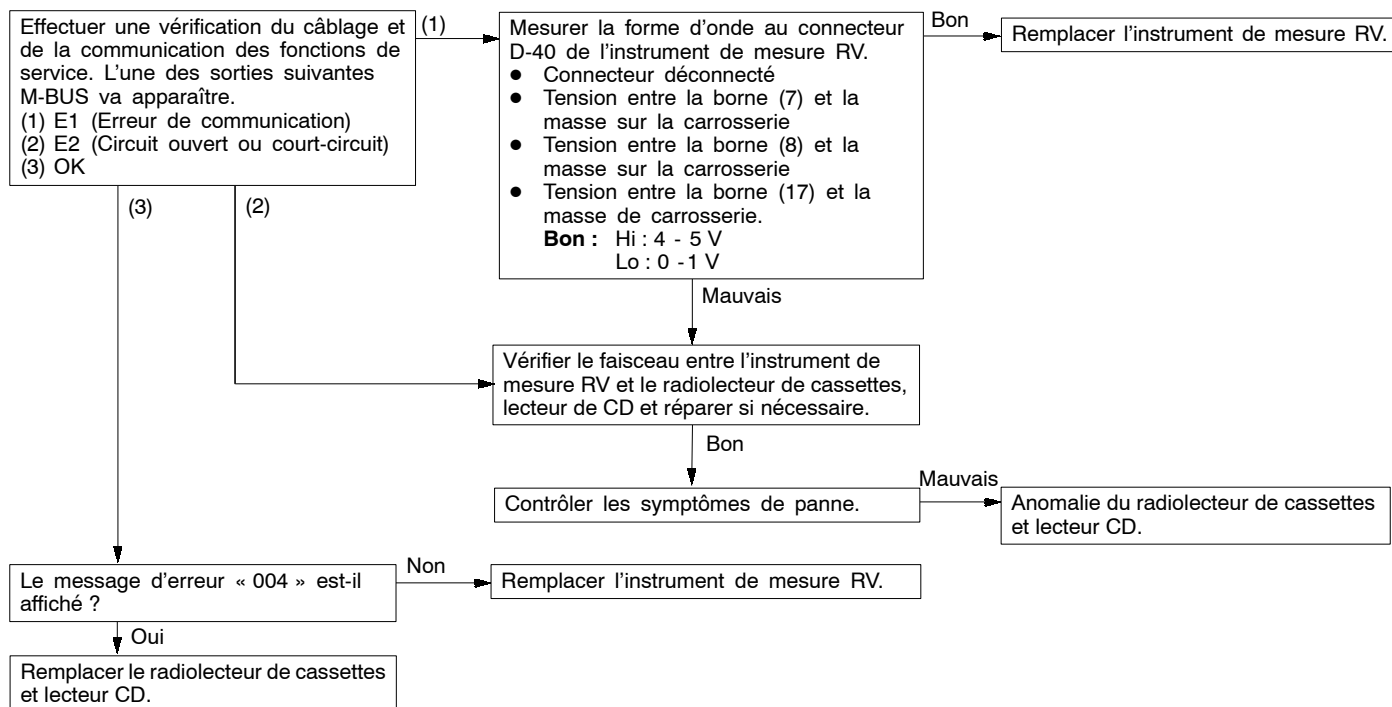 Effectuer une vérification du câblage et
de la communication des fonctions de
service. L'une des sorties suivantes
M-BUS va apparaître.
(1) E1 (Erreur de communication)
(2) E2 (Circuit ouvert ou court-circuit)
(3) OK
(1)
Mesurer la forme d'onde au connecteur
D-40 de l'instrument de mesure RV.
● Connecteur déconnecté
● Tension entre la borne (7) et la
masse sur la carrosserie
● Tension entre la borne (8) et la
masse sur la carrosserie
● Tension entre la borne (17) et la
masse de carrosserie.
Bon : Hi : 4 - 5 V
Lo : 0 -1 V
Bon
Remplacer l'instrument de mesure RV.
(3)
(2)
Mauvais
Vérifier le faisceau entre l'instrument de
mesure RV et le radiolecteur de cassettes,
lecteur de CD et réparer si nécessaire.
Bon
Contrôler les symptômes de panne.
Mauvais
Anomalie du radiolecteur de cassettes
et lecteur CD.
Le message d'erreur « 004 » est-il
affiché ?
Non
Remplacer l'instrument de mesure RV.
Oui
Remplacer le radiolecteur de cassettes
et lecteur CD.